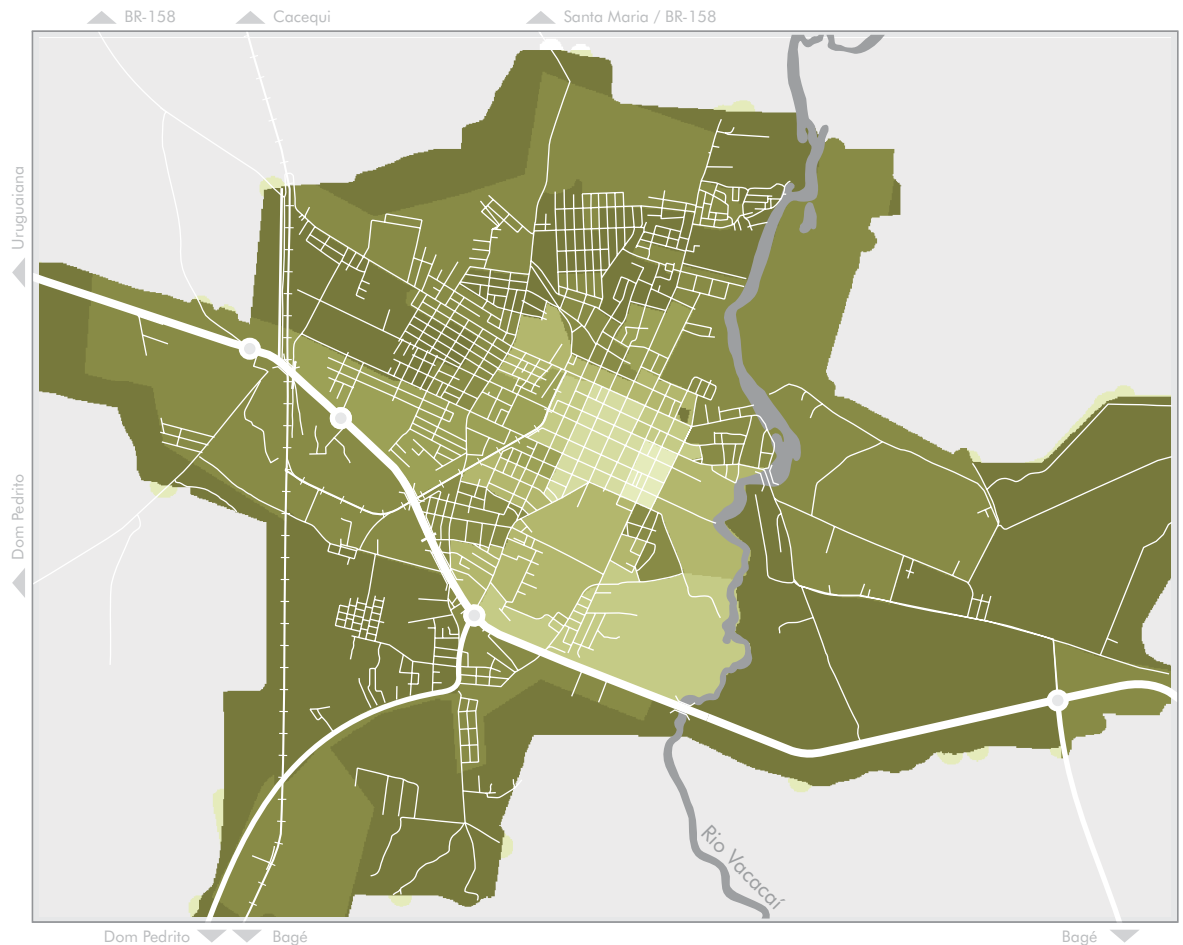 BR-158
Cacequi
Santa Maria / BR-158
Uruguaiana
Dom Pedrito
Rio Vacacaí
Dom Pedrito
Bagé
Bagé